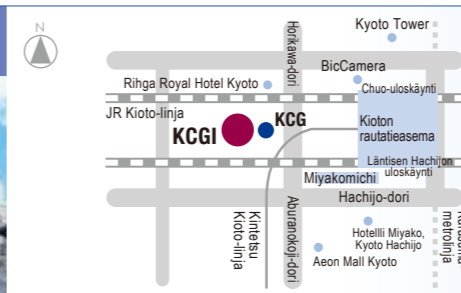 N
Kyoto Tower
Horikawa-dori
BicCamera
Rihga Royal Hotel Kyoto
Chuo-uloskäynti
JR Kioto-linja
KCGI
KCG
Kioton
rautatieasema
Läntisen Hachijon
uloskäynti
Miyakomichi
Hachijo-dori
Kintetsu
Kioto-linja
Aburanokoji-dori
Hotellli Miyako,
Kyoto Hachijo
Aeon Mall Kyoto
metrolinja